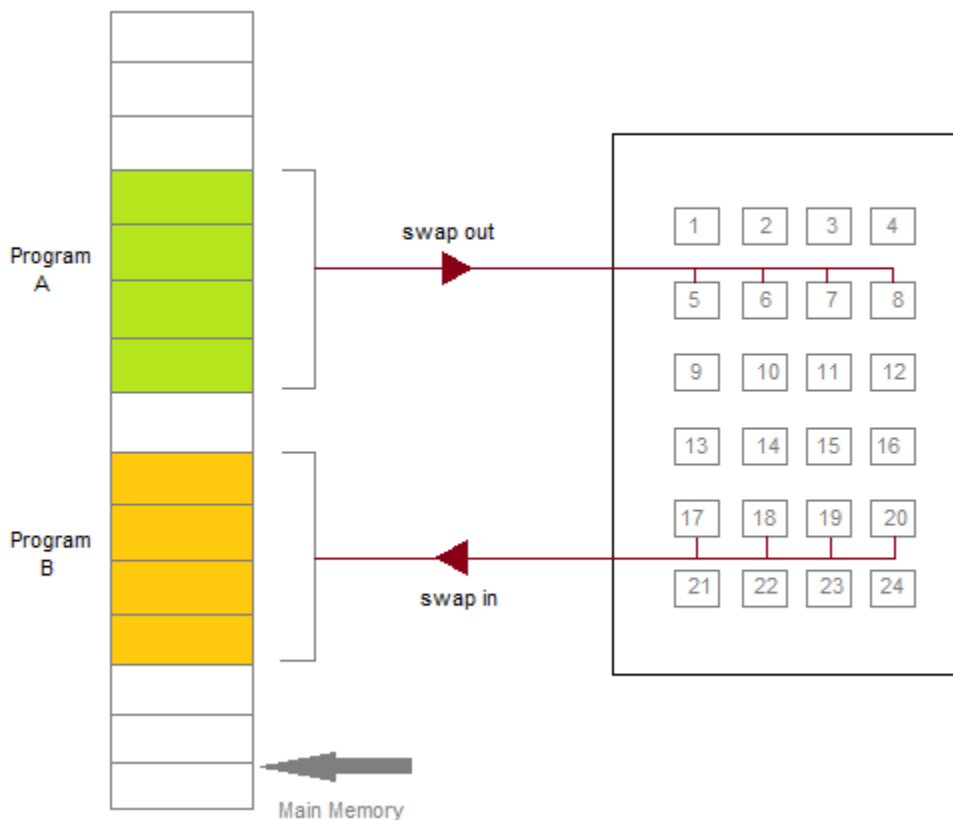 Program
A
swap out
1 2 3 4
5 6 7 8
9 10 11 12
13 14 15 16
Program
B
17 18 19 20
swap in
21 22 23 24
Main Memory